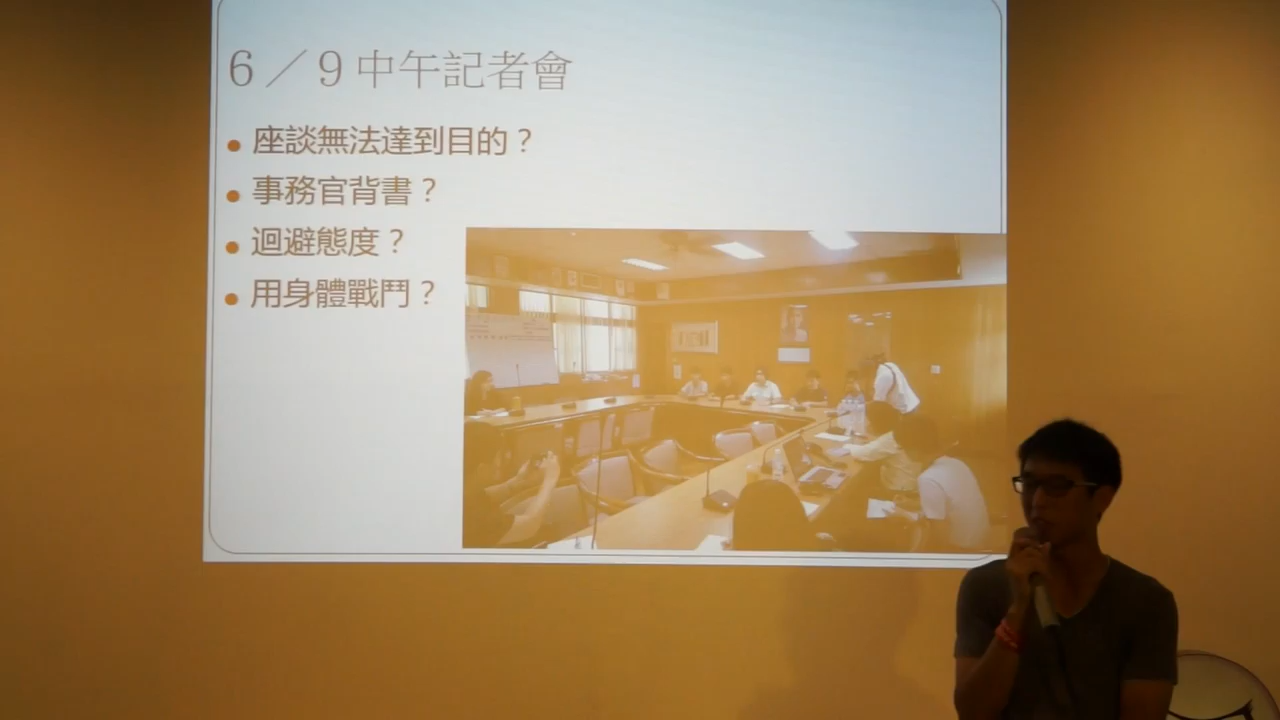 6／9中午記者會
座談無法達到目的？
事務官背書？
迴避態度？
用身體戰鬥？